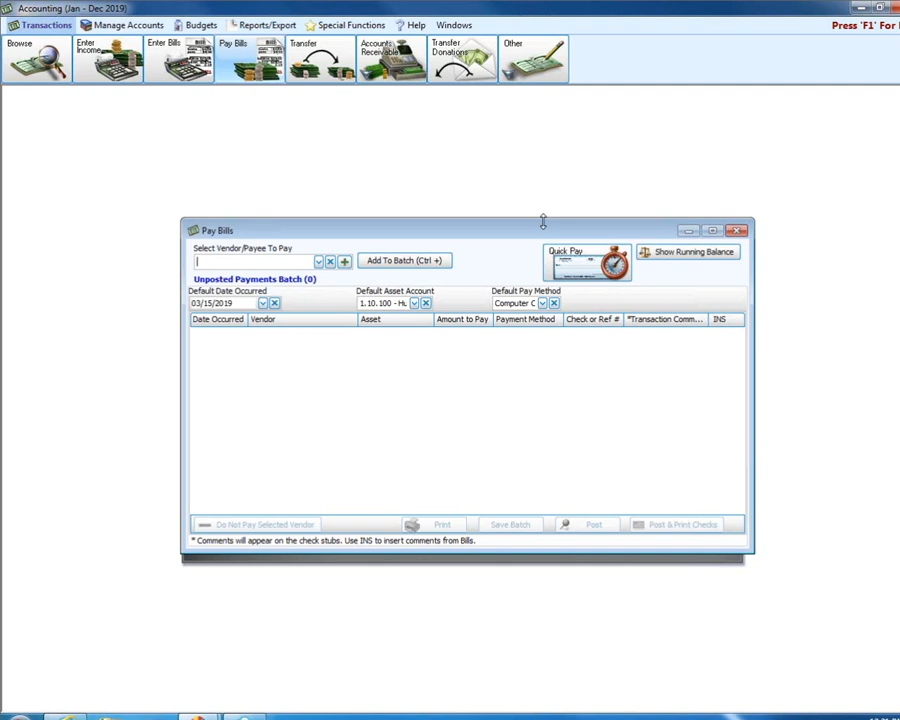 Accounting (Jan - Dec 2019)
Transactions Manage Accounts Budgets Reports/Export Special Functions Help Windows Press 'F1' For
Browse Enter Income Enter Bills Pay Bills Transfer Accounts Receivable Transfer Donations Other
Pay Bills
Select Vendor/Payee To Pay
Add To Batch (Ctrl +) Quick Pay Show Running Balance
Unposted Payments Batch (0)
Default Date Occurred Default Asset Account Default Pay Method
03/15/2019 1.10.100 - Hu Computer C
Date Occurred Vendor Asset Amount to Pay Payment Method Check or Ref # *Transaction Comm... INS
Do Not Pay Selected Vendor Print Save Batch Post Post & Print Checks
* Comments will appear on the check stubs. Use INS to insert comments from Bills.